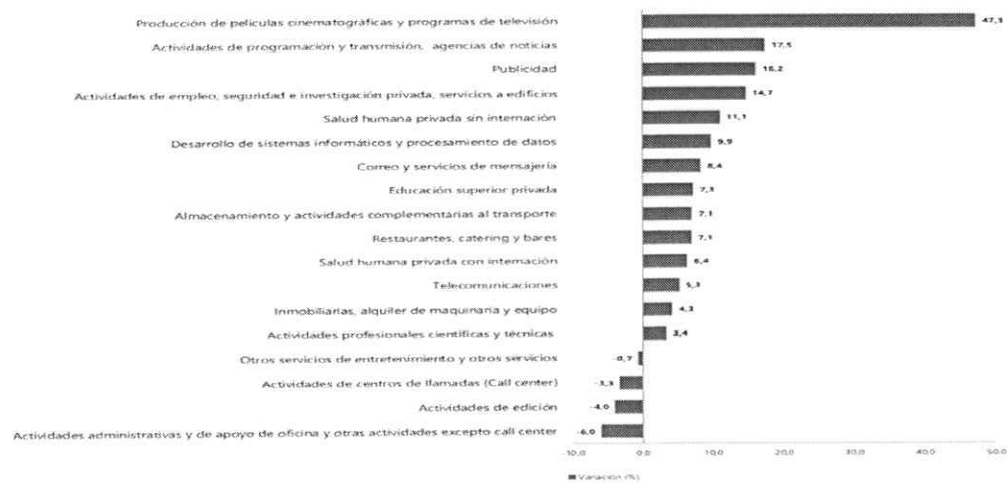 Producción de películas cinematográficas y programas de televisión 47,3
Actividades de programación y transmisión, agencias de noticias 17,5
Publicidad 16,2
Actividades de empleo, seguridad e investigación privada, servicios a edificios 14,7
Salud humana privada sin internación 11,1
Desarrollo de sistemas informáticos y procesamiento de datos 9,9
Correo y servicios de mensajería 8,4
Educación superior privada 7,3
Almacenamiento y actividades complementarias al transporte 7,1
Restaurantes, catering y bares 7,1
Salud humana privada con internación 6,4
Telecomunicaciones 5,3
Inmobiliarias, alquiler de maquinaria y equipo 4,3
Actividades profesionales científicas y técnicas 3,4
Otros servicios de entretenimiento y otros servicios -0,7
Actividades de centros de llamadas (Call center) -3,3
Actividades de edición -4,0
Actividades administrativas y de apoyo de oficina y otras actividades excepto call center -6,0
-10,0 0,0 10,0 20,0 30,0 40,0 50,0
Variación (%)